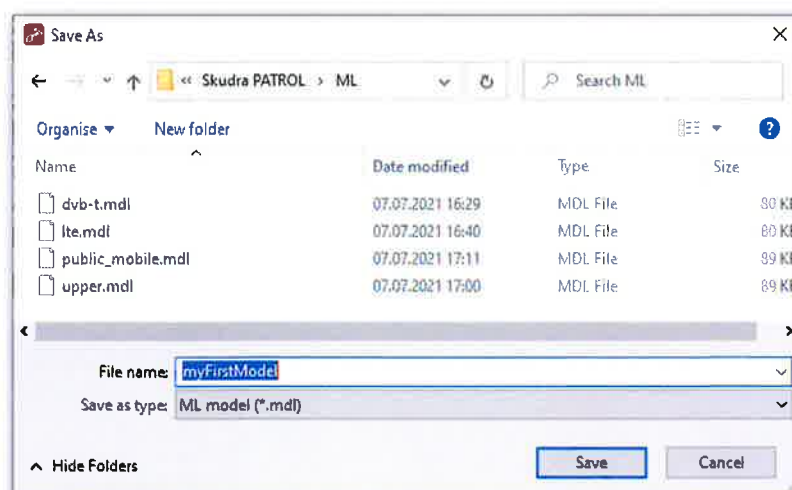 Save As
« Skudra PATROL › ML
Search ML
Organise
New folder
Name Date modified Type Size
dvb-t.mdl 07.07.2021 16:29 MDL File
lte.mdl 07.07.2021 16:40 MDL File
public_mobile.mdl 07.07.2021 17:11 MDL File
upper.mdl 07.07.2021 17:00 MDL File
File name: myFirstModel
Save as type: ML model (*.mdl)
Hide Folders Save Cancel